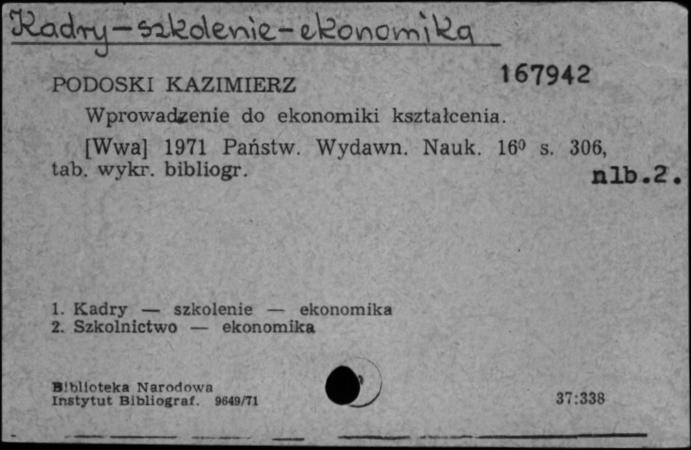 Kadry – szkolenie – ekonomika
167942
PODOSKI KAZIMIERZ
Wprowadzenie do ekonomiki kształcenia.
[Wwa] 1971 Państw. Wydawn. Nauk. 16⁰ s. 306,
tab. wykr. bibliogr.
nlb.2.
1. Kadry — szkolenie — ekonomika
2. Szkolnictwo — ekonomika
Biblioteka Narodowa
Instytut Bibliograf. 9649/71
37:338